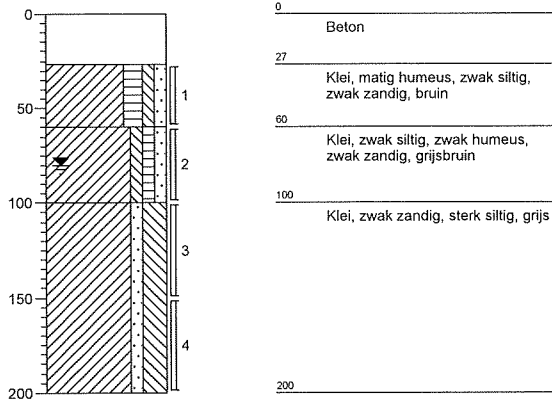 0
50
100
150
200
1
2
3
4
0
Beton
27
Klei, matig humeus, zwak siltig,
zwak zandig, bruin
60
Klei, zwak siltig, zwak humeus,
zwak zandig, grijsbruin
100
Klei, zwak zandig, sterk siltig, grijs
200